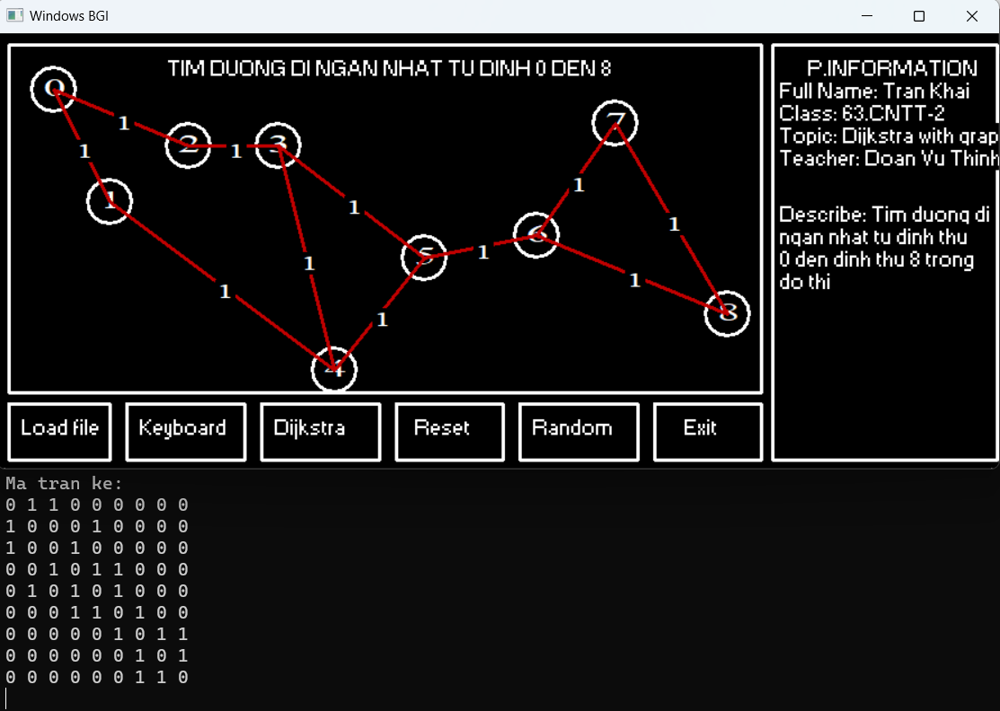 Windows BGI
TIM DUONG DI NGAN NHAT TU DINH 0 DEN 8
0
1
2
1
3
1
1
7
1
1
1
6
1
5
1
1
1
1
8
1
4
Load file
Keyboard
Dijkstra
Reset
Random
Exit
P.INFORMATION
Full Name: Tran Khai
Class: 63.CNTT-2
Topic: Dijkstra with grap
Teacher: Doan Vu Thinh
Describe: Tim duong di
ngan nhat tu dinh thu
0 den dinh thu 8 trong
do thi
Ma tran ke:
0 1 1 0 0 0 0 0 0
1 0 0 0 1 0 0 0 0
1 0 0 1 0 0 0 0 0
0 0 1 0 1 1 0 0 0
0 1 0 1 0 1 0 0 0
0 0 0 1 1 0 1 0 0
0 0 0 0 0 1 0 1 1
0 0 0 0 0 0 1 0 1
0 0 0 0 0 0 1 1 0